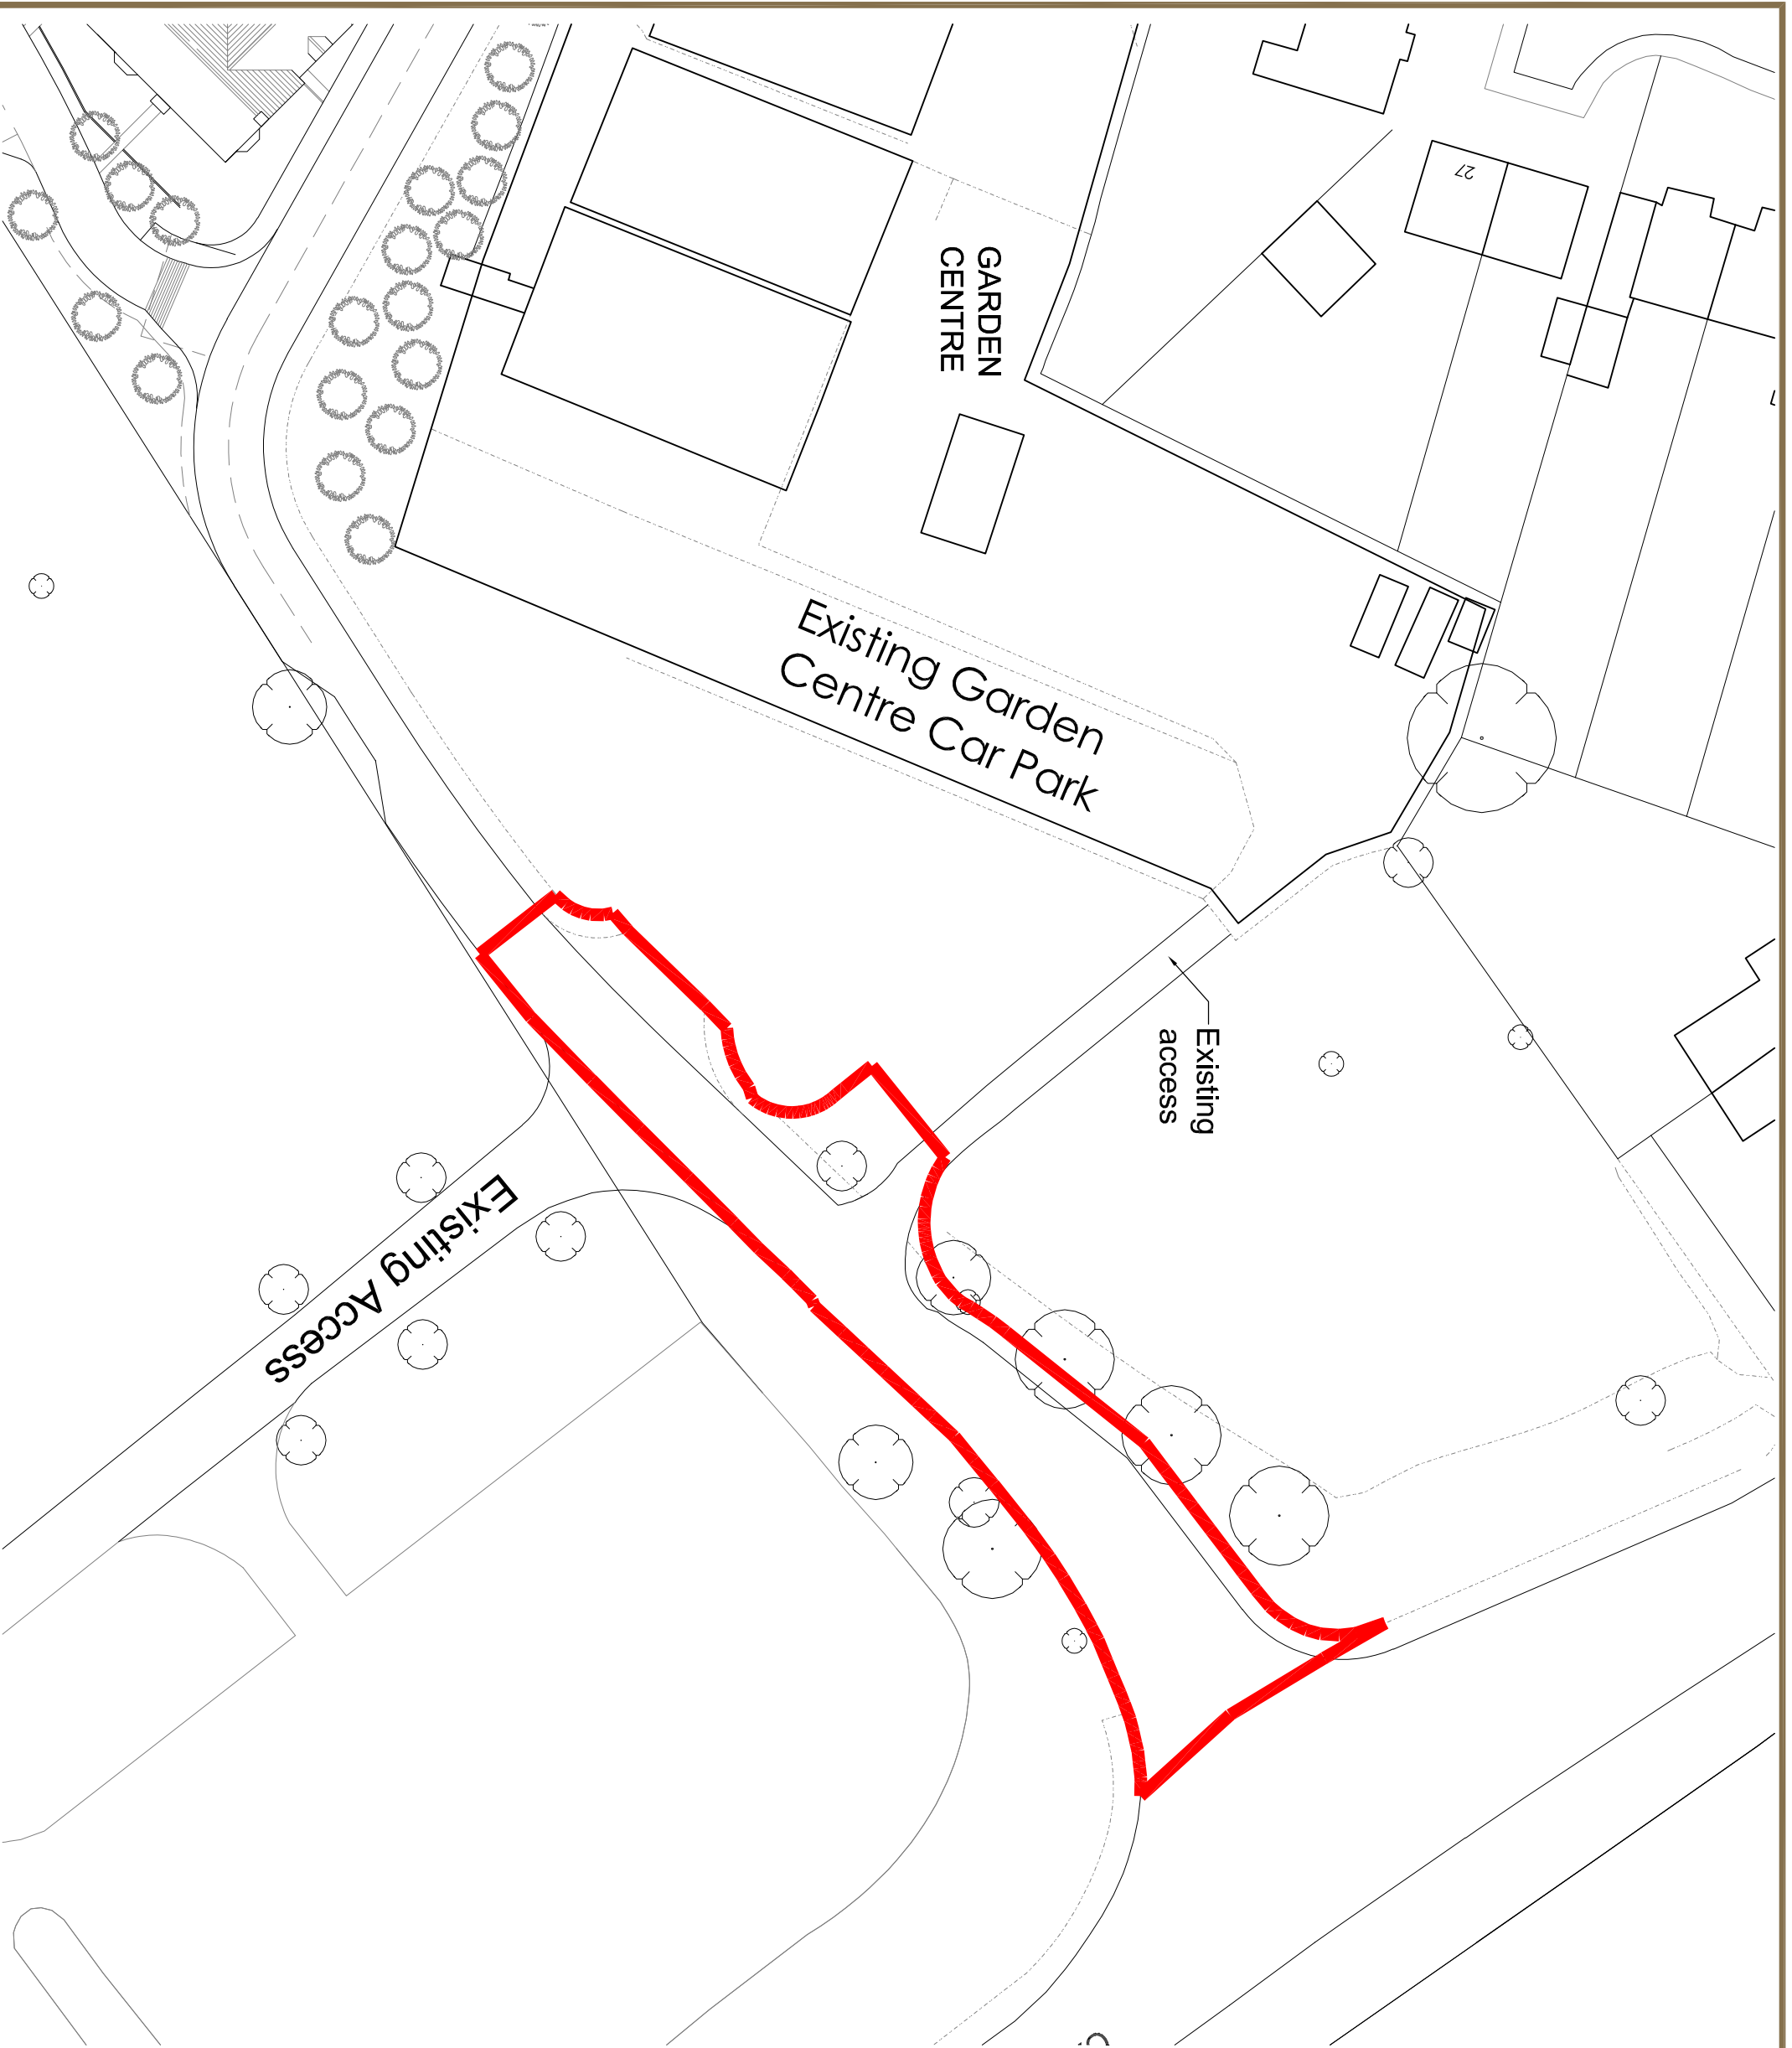 27
GARDEN
CENTRE
Existing Garden
Centre Car Park
Existing
access
Existing Access